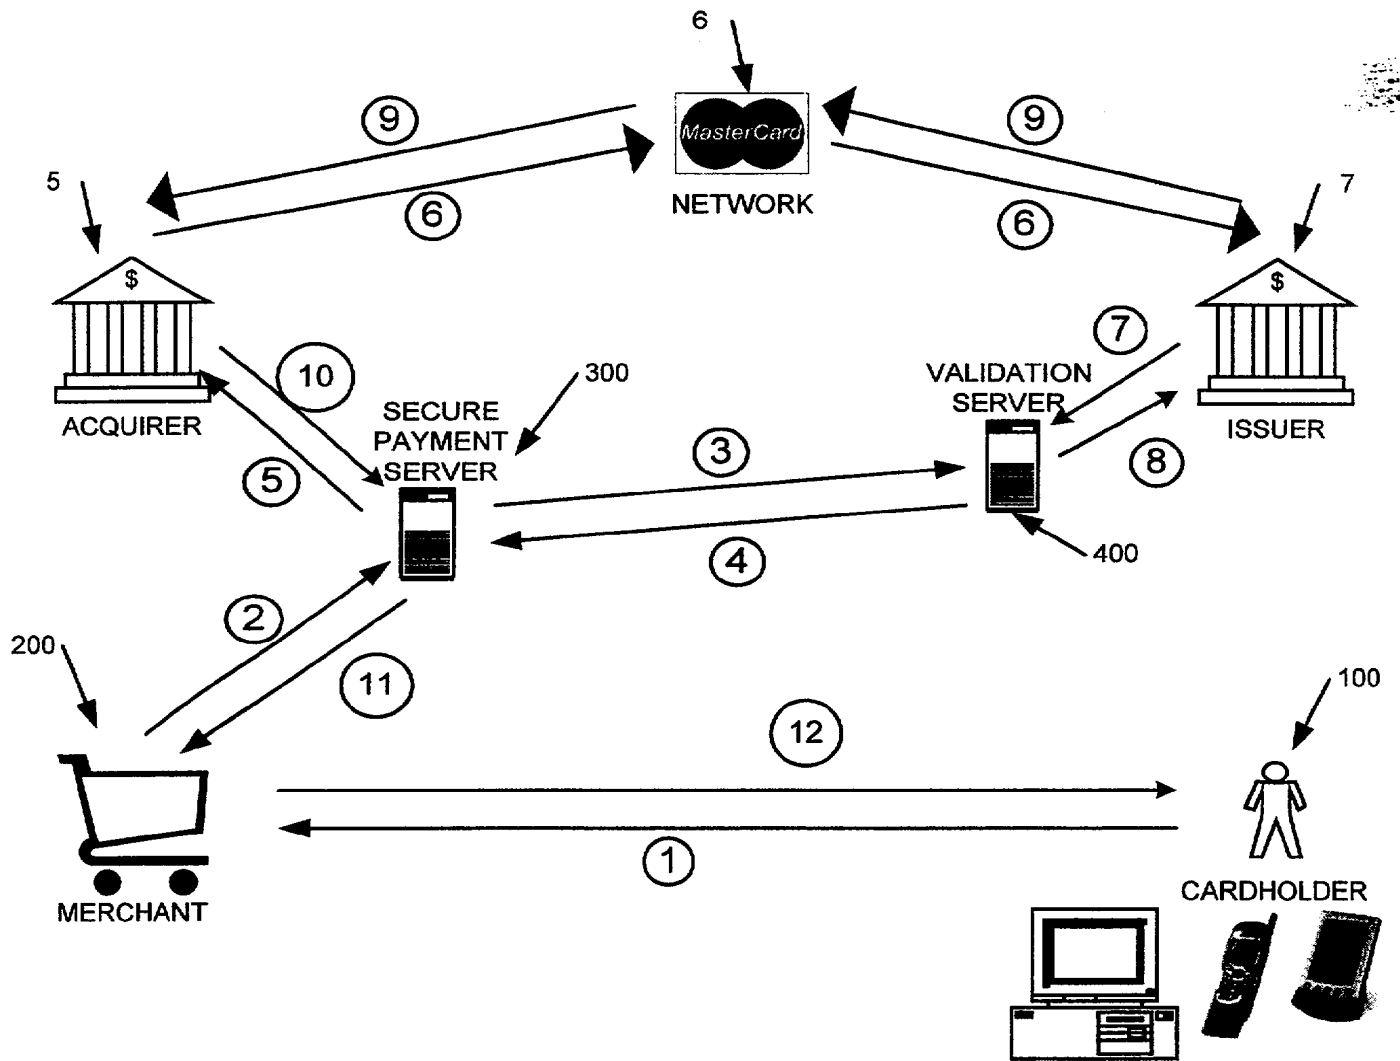 6
MasterCard
NETWORK
9
9
6
6
5
7
$
$
ACQUIRER
ISSUER
10
7
8
5
SECURE
PAYMENT
SERVER
300
VALIDATION
SERVER
3
4
400
2
11
200
100
12
1
MERCHANT
CARDHOLDER